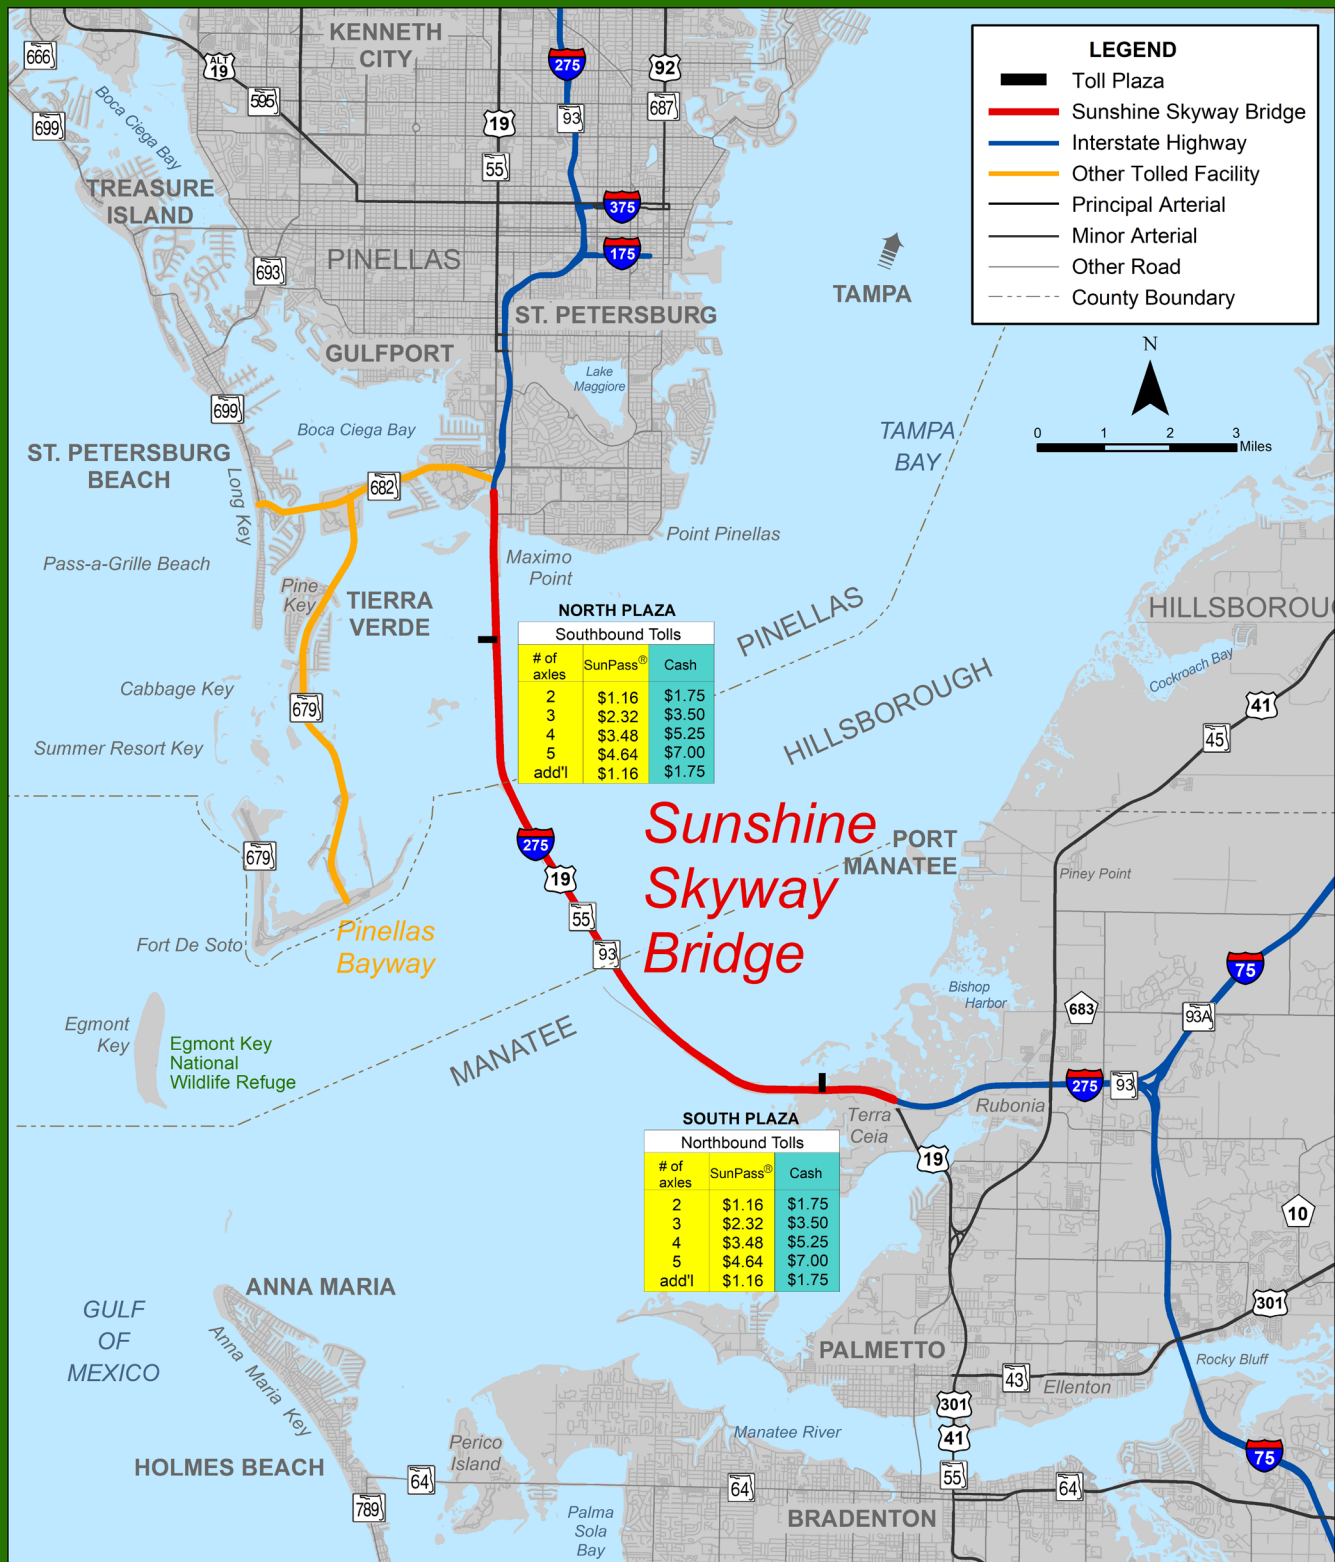 KENNETH
CITY
666
ALT
19
595
699
Boca Ciega Bay
275
93
92
687
19
55
TREASURE
ISLAND
375
175
PINELLAS
693
ST. PETERSBURG
GULFPORT
TAMPA
LEGEND
Toll Plaza
Sunshine Skyway Bridge
Interstate Highway
Other Tolled Facility
Principal Arterial
Minor Arterial
Other Road
County Boundary
N
0 1 2 3
Miles
Lake
Maggiore
699
Boca Ciega Bay
TAMPA
BAY
ST. PETERSBURG
BEACH
Long Key
682
Point Pinellas
Maximo
Point
Pass-a-Grille Beach
Pine
Key
TIERRA
VERDE
NORTH PLAZA
Southbound Tolls
# of
axles
SunPass®
Cash
2 $1.16 $1.75
3 $2.32 $3.50
4 $3.48 $5.25
5 $4.64 $7.00
add'l $1.16 $1.75
PINELLAS
HILLSBOROUGH
HILLSBOROU
Cockroach Bay
41
45
Cabbage Key
679
Summer Resort Key
679
275
19
55
93
Sunshine
Skyway
Bridge
PORT
MANATEE
Piney Point
Fort De Soto
Pinellas
Bayway
Egmont
Key
Egmont Key
National
Wildlife Refuge
MANATEE
Bishop
Harbor
683
75
93A
275
93
Rubonia
Terra
Ceia
19
10
SOUTH PLAZA
Northbound Tolls
# of
axles
SunPass®
Cash
2 $1.16 $1.75
3 $2.32 $3.50
4 $3.48 $5.25
5 $4.64 $7.00
add'l $1.16 $1.75
ANNA MARIA
GULF
OF
MEXICO
Anna Maria Key
PALMETTO
301
Rocky Bluff
43
Ellenton
301
41
55
Manatee River
75
HOLMES BEACH
Perico
Island
64
64
64
789
Palma
Sola
Bay
BRADENTON